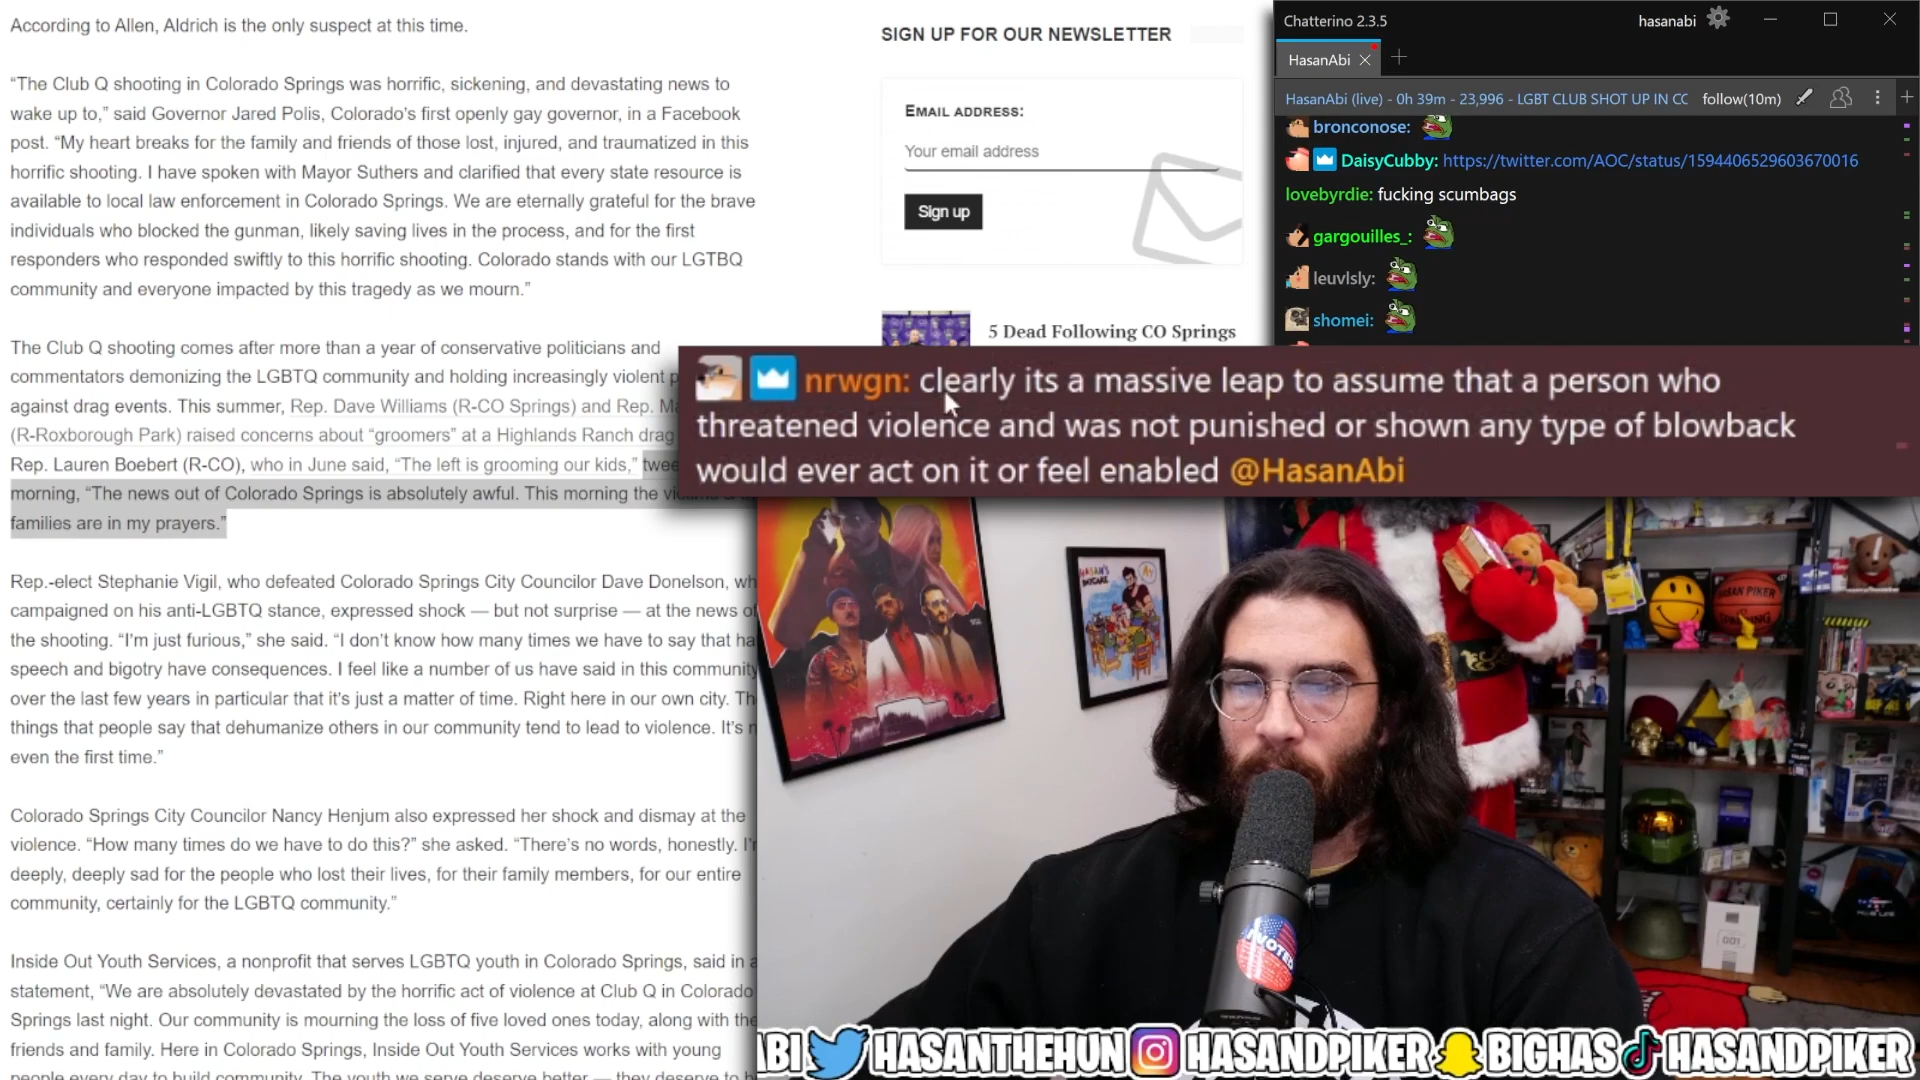 According to Allen, Aldrich is the only suspect at this time.
“The Club Q shooting in Colorado Springs was horrific, sickening, and devastating news to
wake up to,” said Governor Jared Polis, Colorado’s first openly gay governor, in a Facebook
post. “My heart breaks for the family and friends of those lost, injured, and traumatized in this
horrific shooting. I have spoken with Mayor Suthers and clarified that every state resource is
available to local law enforcement in Colorado Springs. We are eternally grateful for the brave
individuals who blocked the gunman, likely saving lives in the process, and for the first
responders who responded swiftly to this horrific shooting. Colorado stands with our LGTBQ
community and everyone impacted by this tragedy as we mourn.”
The Club Q shooting comes after more than a year of conservative politicians and
commentators demonizing the LGBTQ community and holding increasingly violent
against drag events. This summer, Rep. Dave Williams (R-CO Springs) and Rep.
(R-Roxborough Park) raised concerns about “groomers” at a Highlands Ranch drag
Rep. Lauren Boebert (R-CO), who in June said, “The left is grooming our kids,”
morning, “The news out of Colorado Springs is absolutely awful. This morning the
families are in my prayers.”
Rep.-elect Stephanie Vigil, who defeated Colorado Springs City Councilor Dave Donelson,
campaigned on his anti-LGBTQ stance, expressed shock — but not surprise — at the news of
the shooting. “I’m just furious,” she said. “I don’t know how many times we have to say that
speech and bigotry have consequences. I feel like a number of us have said in this community
over the last few years in particular that it’s just a matter of time. Right here in our own city.
things that people say that dehumanize others in our community tend to lead to violence. It’s
even the first time.”
Colorado Springs City Councilor Nancy Henjum also expressed her shock and dismay at the
violence. “How many times do we have to do this?” she asked. “There’s no words, honestly. I’m
deeply, deeply sad for the people who lost their lives, for their family members, for our entire
community, certainly for the LGBTQ community.”
Inside Out Youth Services, a nonprofit that serves LGBTQ youth in Colorado Springs, said in a
statement, “We are absolutely devastated by the horrific act of violence at Club Q in Colorado
Springs last night. Our community is mourning the loss of five loved ones today, along with the
friends and family. Here in Colorado Springs, Inside Out Youth Services works with young
people every day to build community. The youth we serve deserve better — they deserve to
SIGN UP FOR OUR NEWSLETTER
EMAIL ADDRESS:
Your email address
Sign up
5 Dead Following CO Springs
Chatterino 2.3.5
hasanabi
HasanAbi
HasanAbi (live) - 0h 39m - 23,996 - LGBT CLUB SHOT UP IN CC
follow(10m)
bronconose:
DaisyCubby: https://twitter.com/AOC/status/1594406529603670016
lovebyrdie: fucking scumbags
gargouilles_:
leuvlsly:
shomei:
nrwgn: clearly its a massive leap to assume that a person who
threatened violence and was not punished or shown any type of blowback
would ever act on it or feel enabled @HasanAbi
HASAN PIKER
I VOTED
ABI HASANTHEHUN HASANDPIKER BIGHAS HASANDPIKER